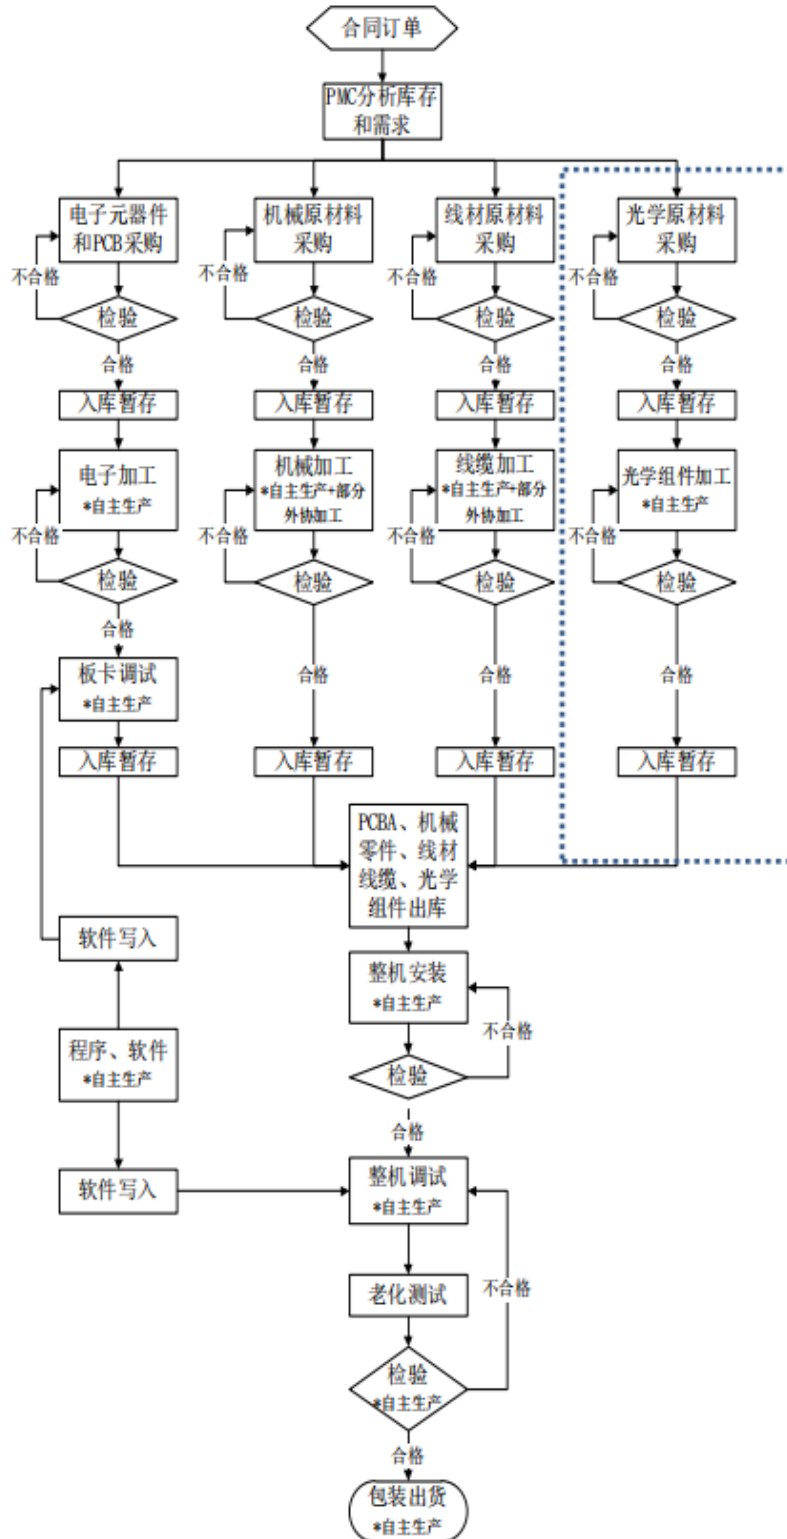 合同订单
PMC分析库存
和需求
电子元器件
和PCB采购
机械原材料
采购
线材原材料
采购
光学原材料
采购
不合格
不合格
不合格
不合格
检验
检验
检验
检验
合格
合格
合格
合格
入库暂存
入库暂存
入库暂存
入库暂存
电子加工
*自主生产
机械加工
*自主生产+部分
外协加工
线缆加工
*自主生产+部分
外协加工
光学组件加工
*自主生产
不合格
不合格
不合格
不合格
检验
检验
检验
检验
合格
板卡调试
*自主生产
合格
合格
合格
入库暂存
入库暂存
入库暂存
入库暂存
PCBA、机械
零件、线材
线缆、光学
组件出库
软件写入
整机安装
*自主生产
不合格
程序、软件
*自主生产
检验
合格
软件写入
整机调试
*自主生产
不合格
老化测试
检验
*自主生产
合格
包装出货
*自主生产